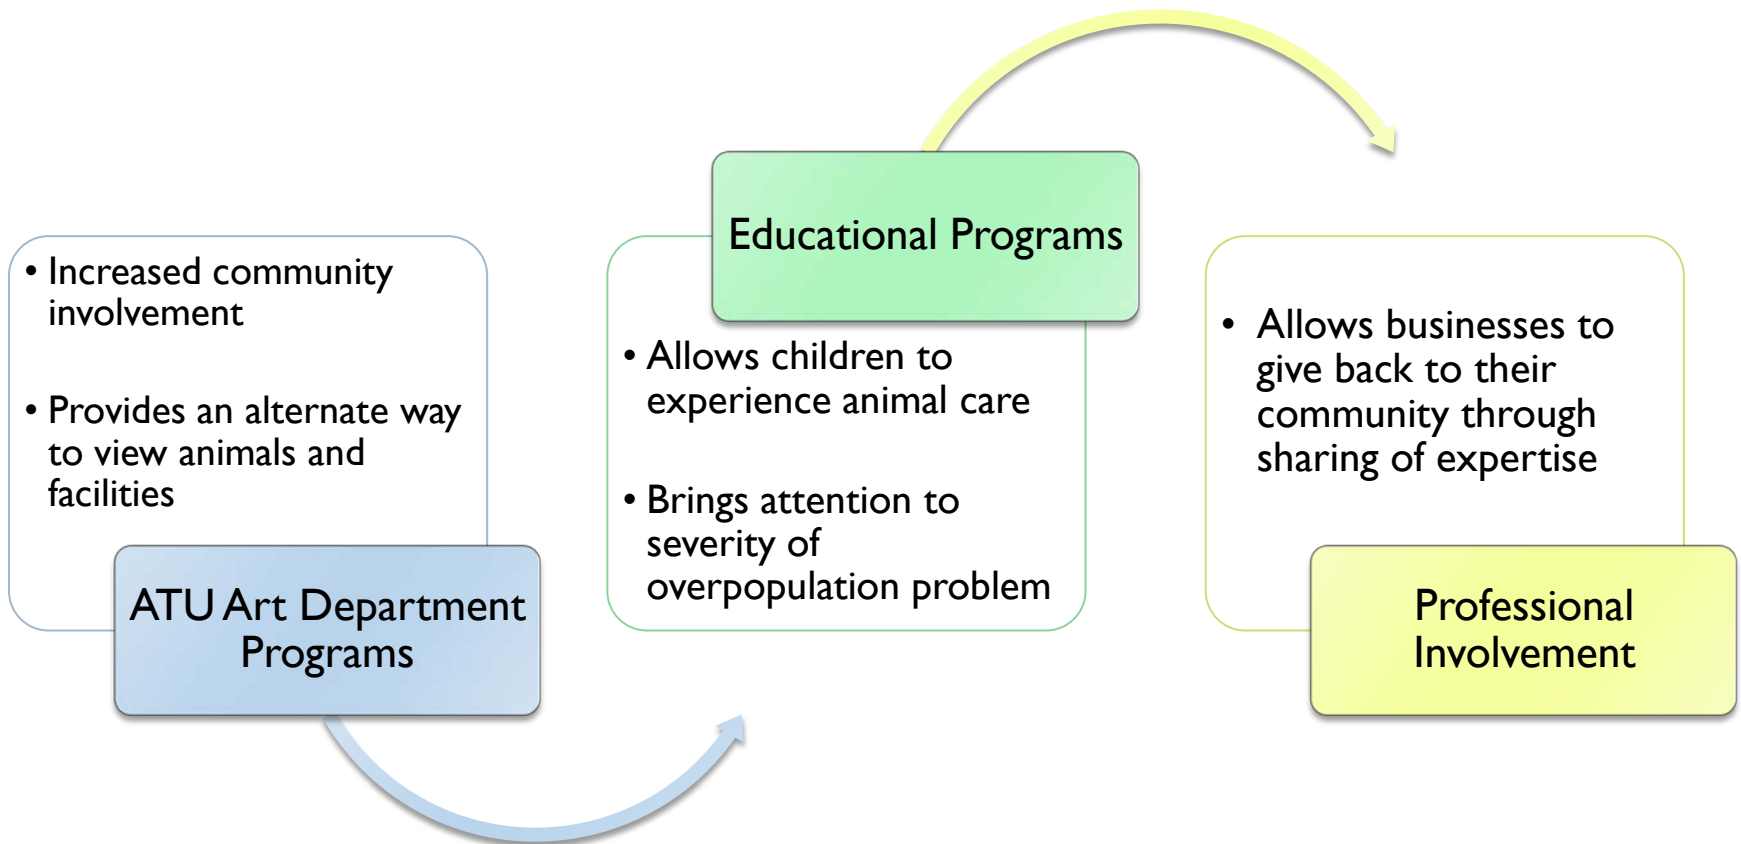 • Increased community
involvement
• Provides an alternate way
to view animals and
facilities
ATU Art Department
Programs
Educational Programs
• Allows children to
experience animal care
• Brings attention to
severity of
overpopulation problem
• Allows businesses to
give back to their
community through
sharing of expertise
Professional
Involvement